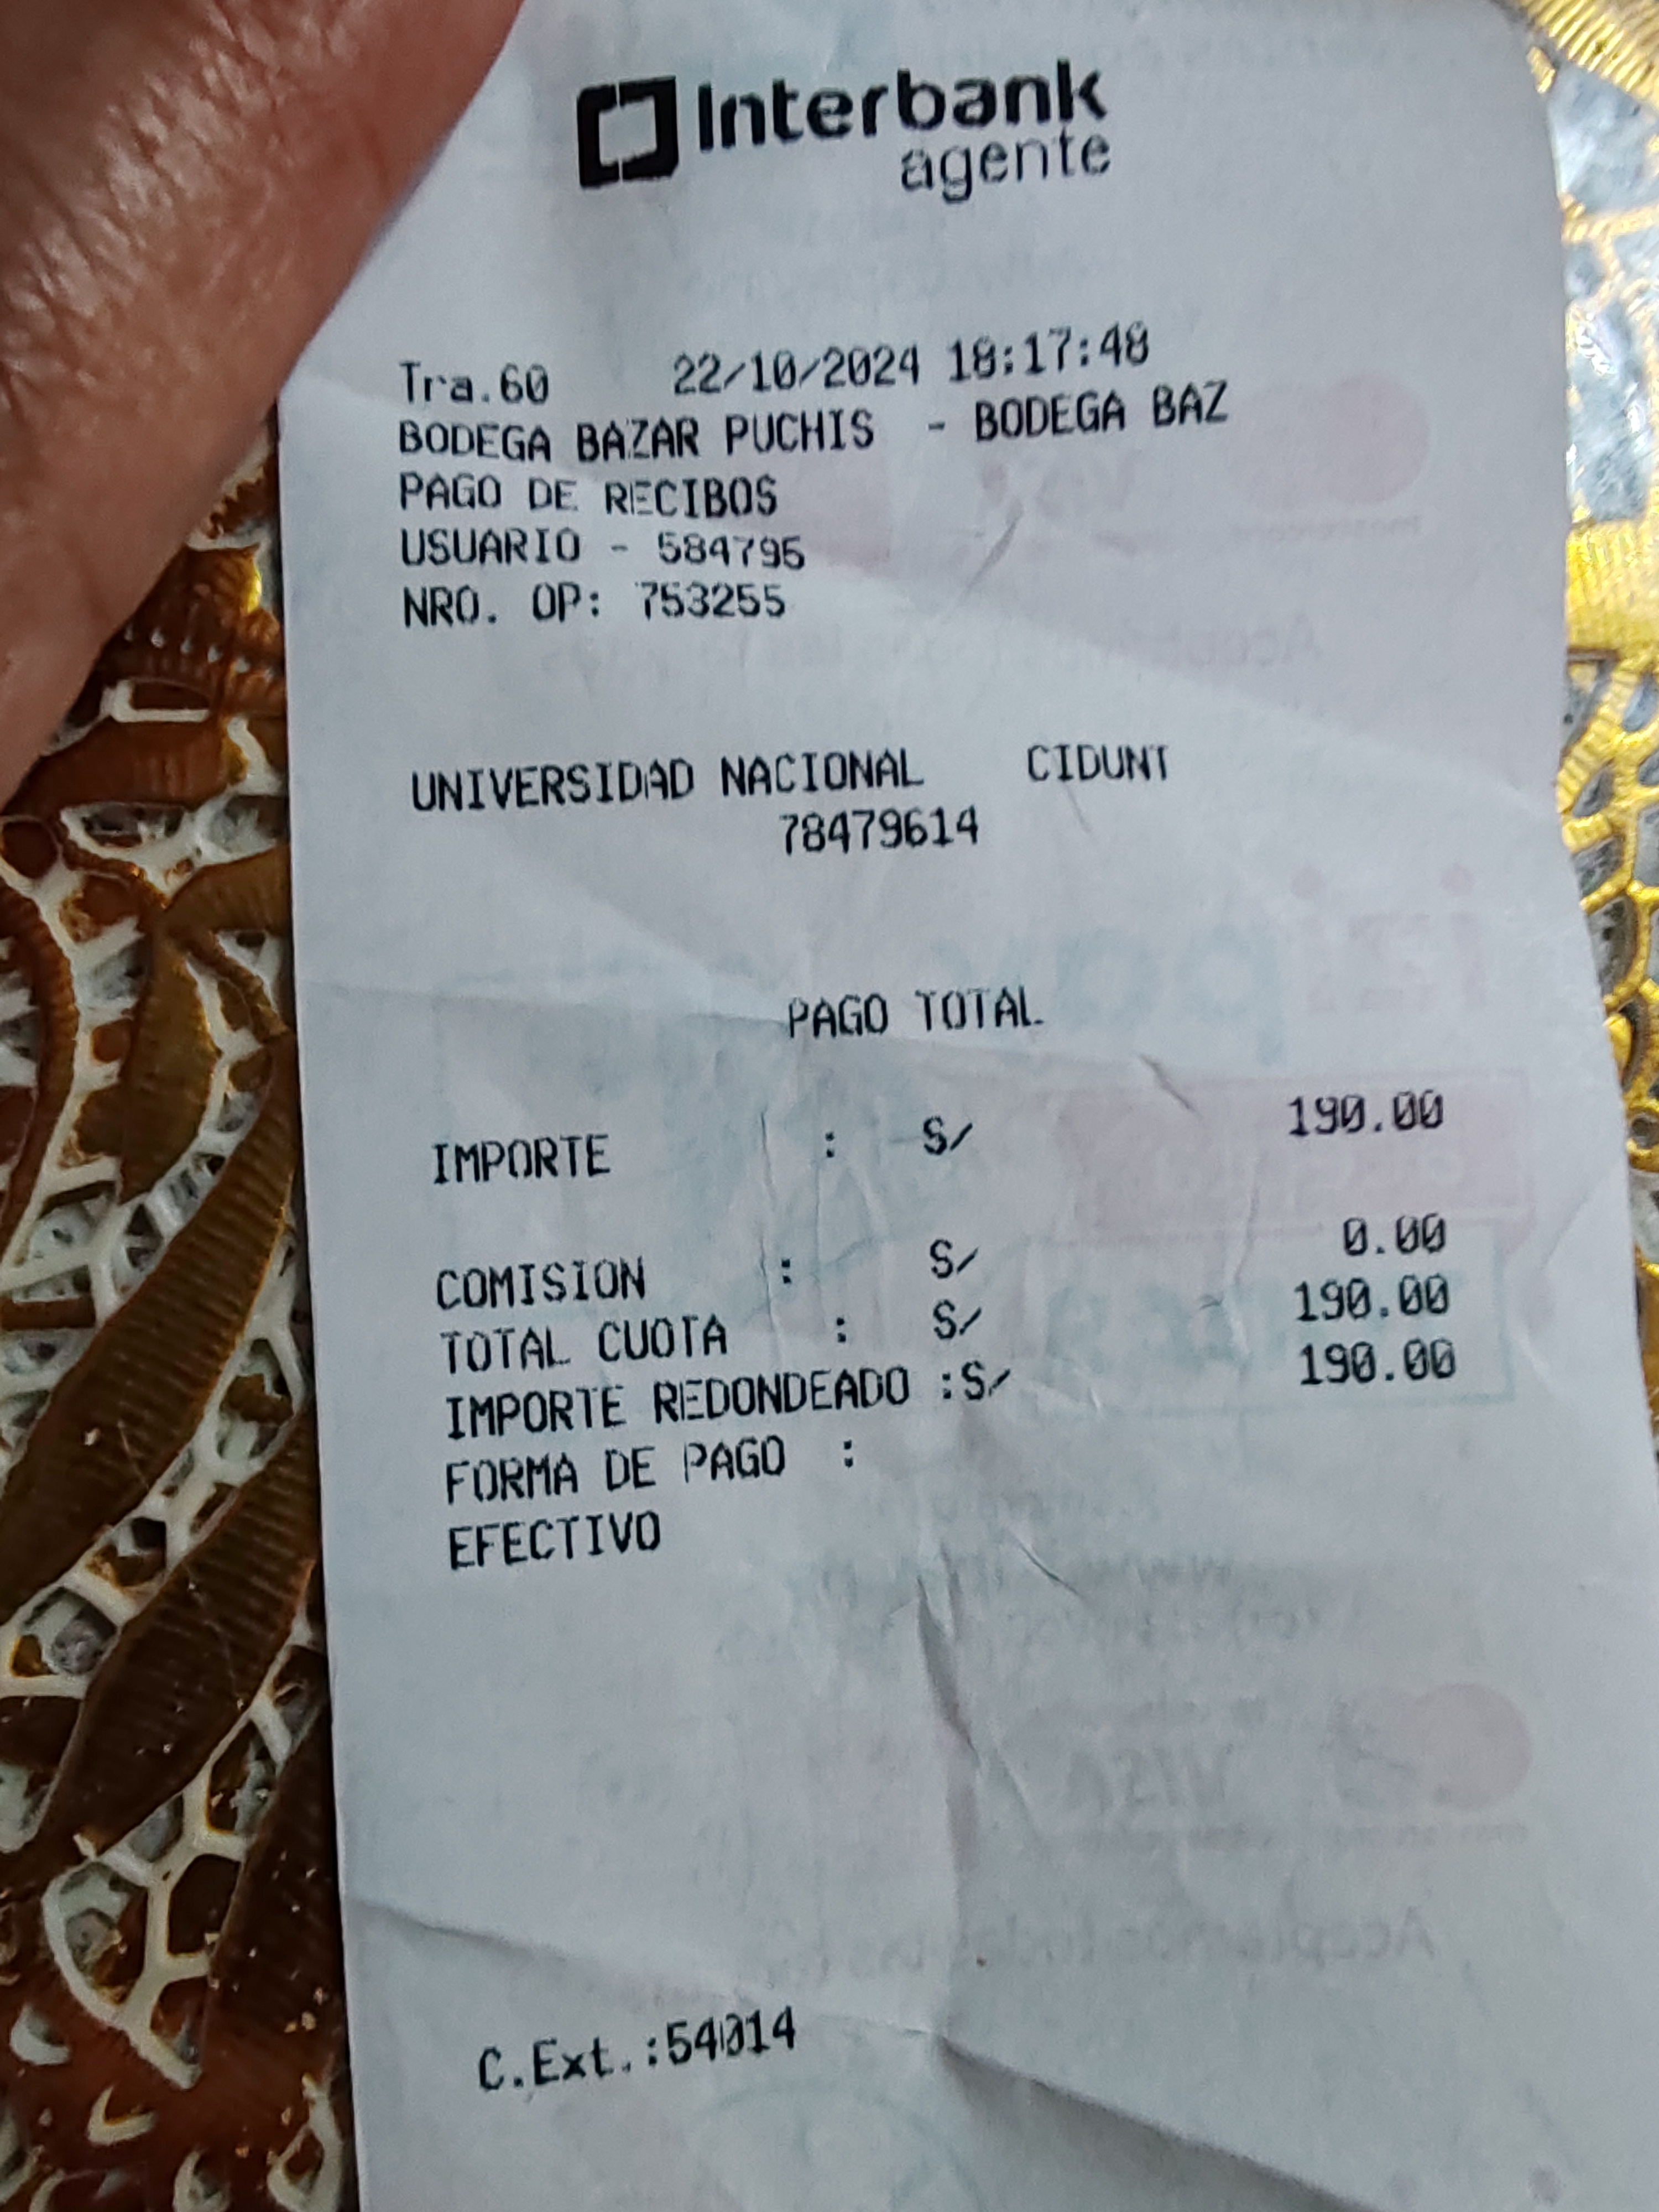 Interbank
agente
Tra.60 22/10/2024 18:17:48
BODEGA BAZAR PUCHIS - BODEGA BAZ
PAGO DE RECIBOS
USUARIO - 584795
NRO. OP: 753255
UNIVERSIDAD NACIONAL CIDUNT
78479614
PAGO TOTAL
IMPORTE : S/ 190.00
COMISION : S/ 0.00
TOTAL CUOTA : S/ 190.00
IMPORTE REDONDEADO :S/ 190.00
FORMA DE PAGO :
EFECTIVO
C.Ext.:54014